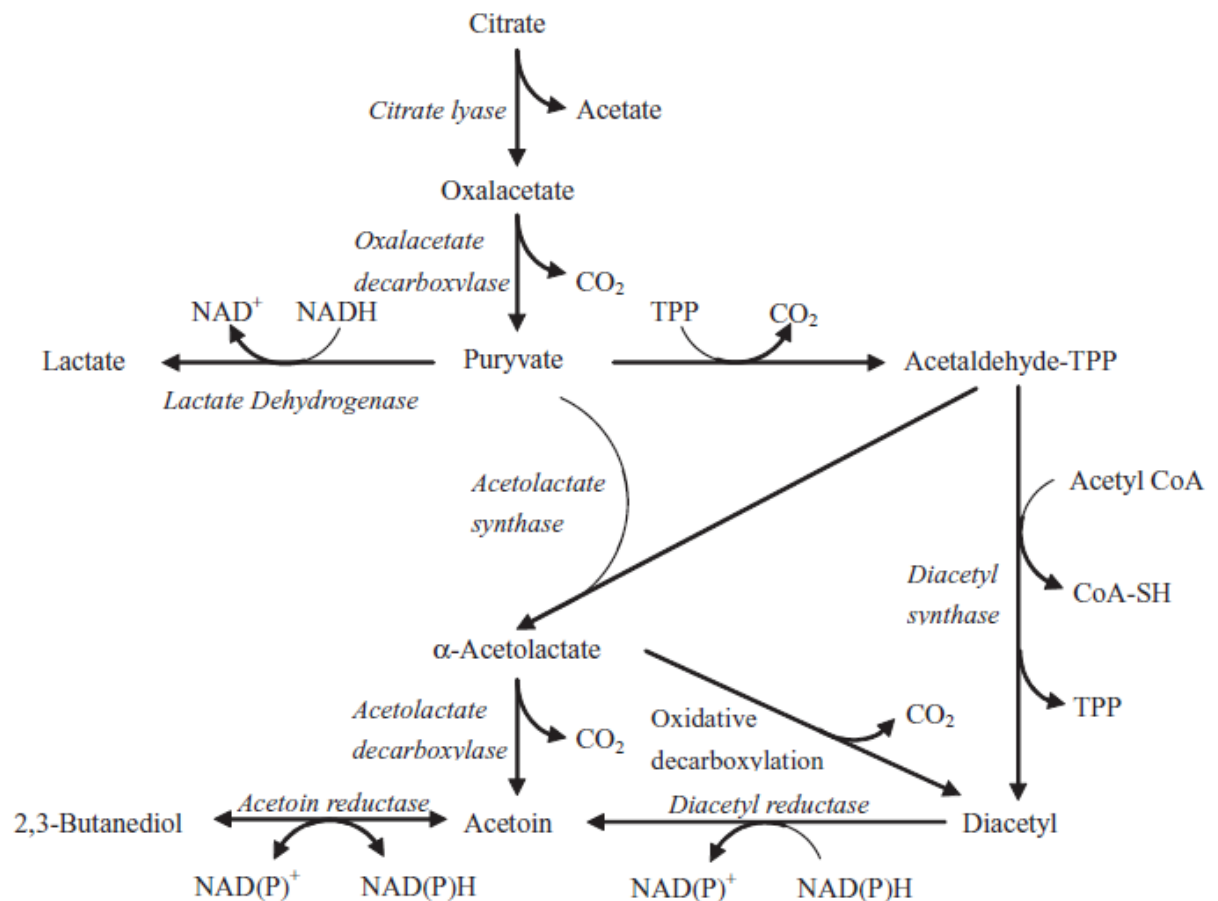 Citrate
Citrate lyase
Acetate
Oxalacetate
Oxalacetate
decarboxylase
CO2
NAD+
NADH
TPP
CO2
Lactate
Puryvate
Acetaldehyde-TPP
Lactate Dehydrogenase
Acetolactate
synthase
Acetyl CoA
Diacetyl
synthase
CoA-SH
α-Acetolactate
Acetolactate
decarboxylase
CO2
Oxidative
decarboxylation
CO2
TPP
2,3-Butanediol
Acetoin reductase
Acetoin
Diacetyl reductase
Diacetyl
NAD(P)+
NAD(P)H
NAD(P)+
NAD(P)H